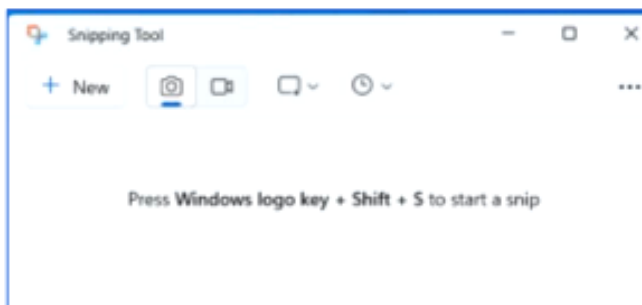 Snipping Tool
New
Press Windows logo key + Shift + S to start a snip